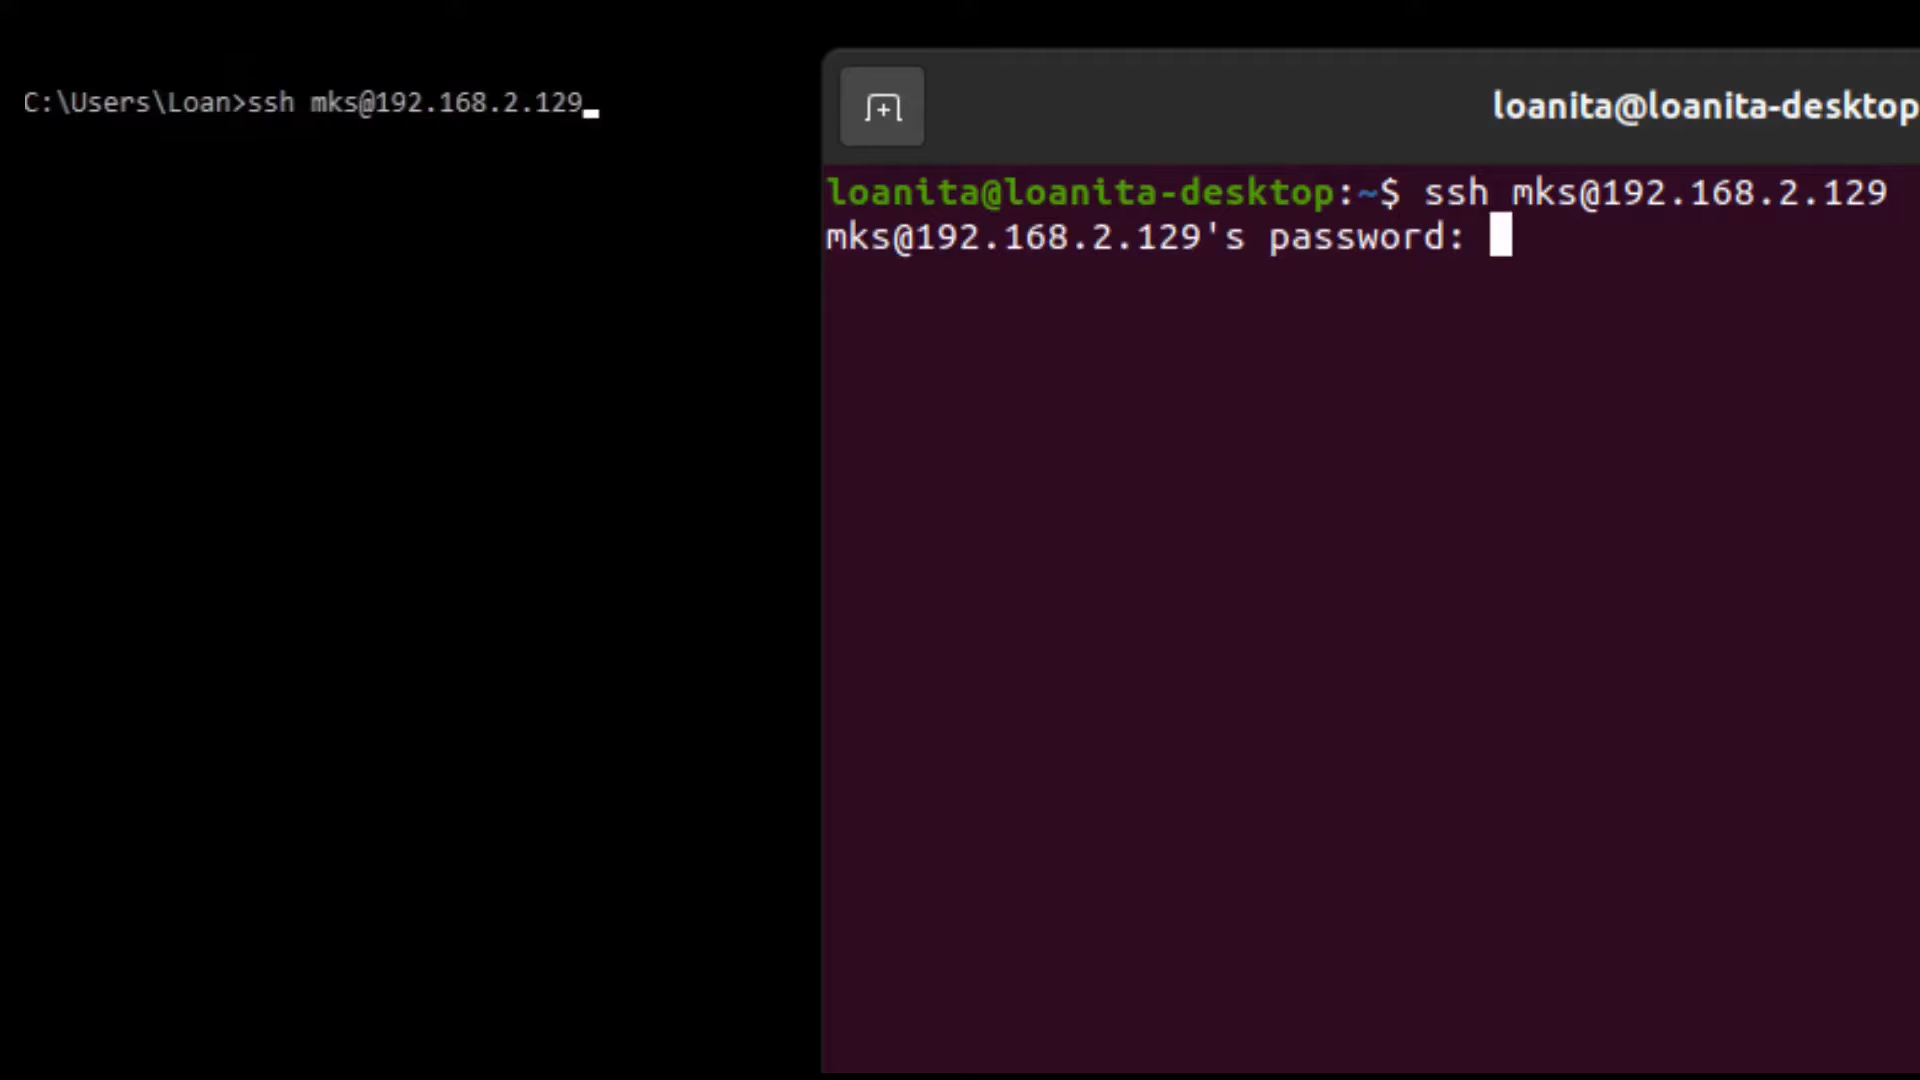 C:\Users\Loan>ssh mks@192.168.2.129
loanita@loanita-desktop
loanita@loanita-desktop:~$ ssh mks@192.168.2.129
mks@192.168.2.129's password: